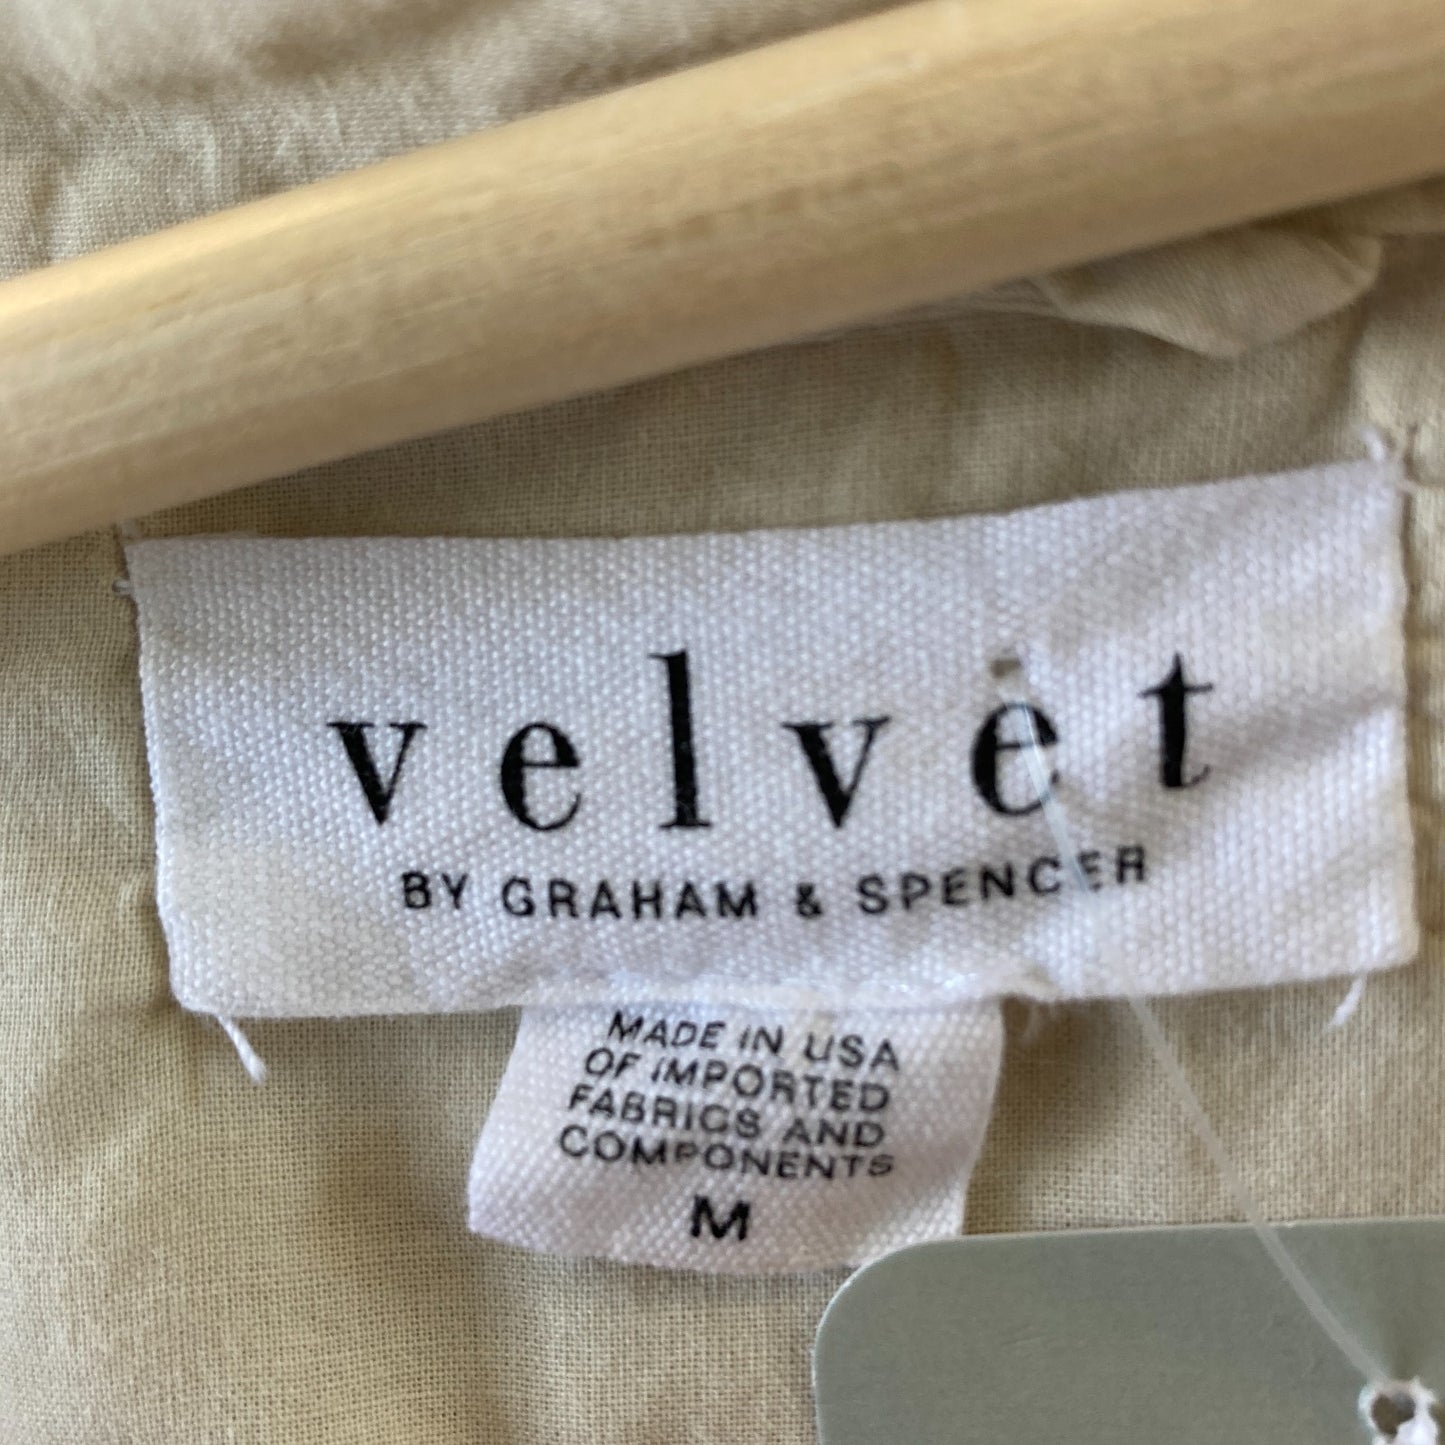 velvet
BY GRAHAM & SPENCER
MADE IN USA
OF IMPORTED
FABRICS AND
COMPONENTS
M